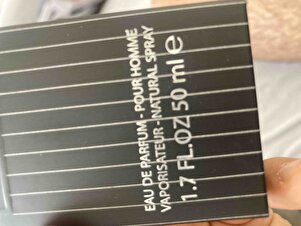 EAU DE PARFUM - POUR HOMME
VAPORISATEUR - NATURAL SPRAY
1.7 FL.OZ/50 ml ℮